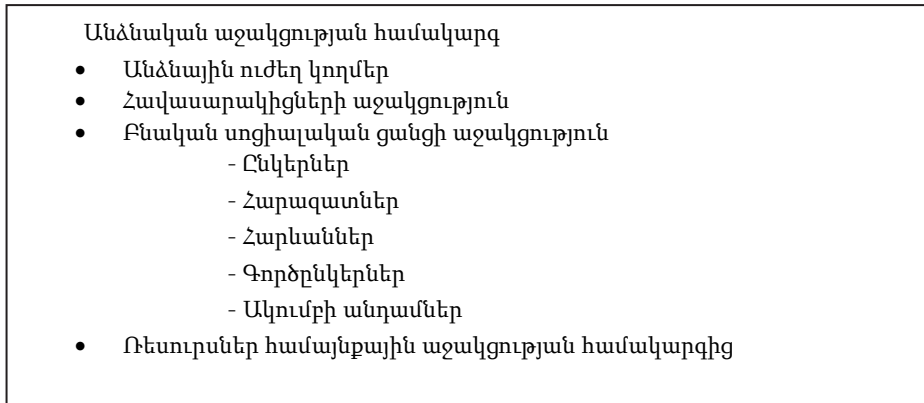 Անձնական աջակցության համակարգ
• Անձնային ուժեղ կողմեր
• Հավասարակիցների աջակցություն
• Բնական սոցիալական ցանցի աջակցություն
- Ընկերներ
- Հարազատներ
- Հարևաններ
- Գործընկերներ
- Ակումբի անդամներ
• Ռեսուրսներ համայնքային աջակցության համակարգից